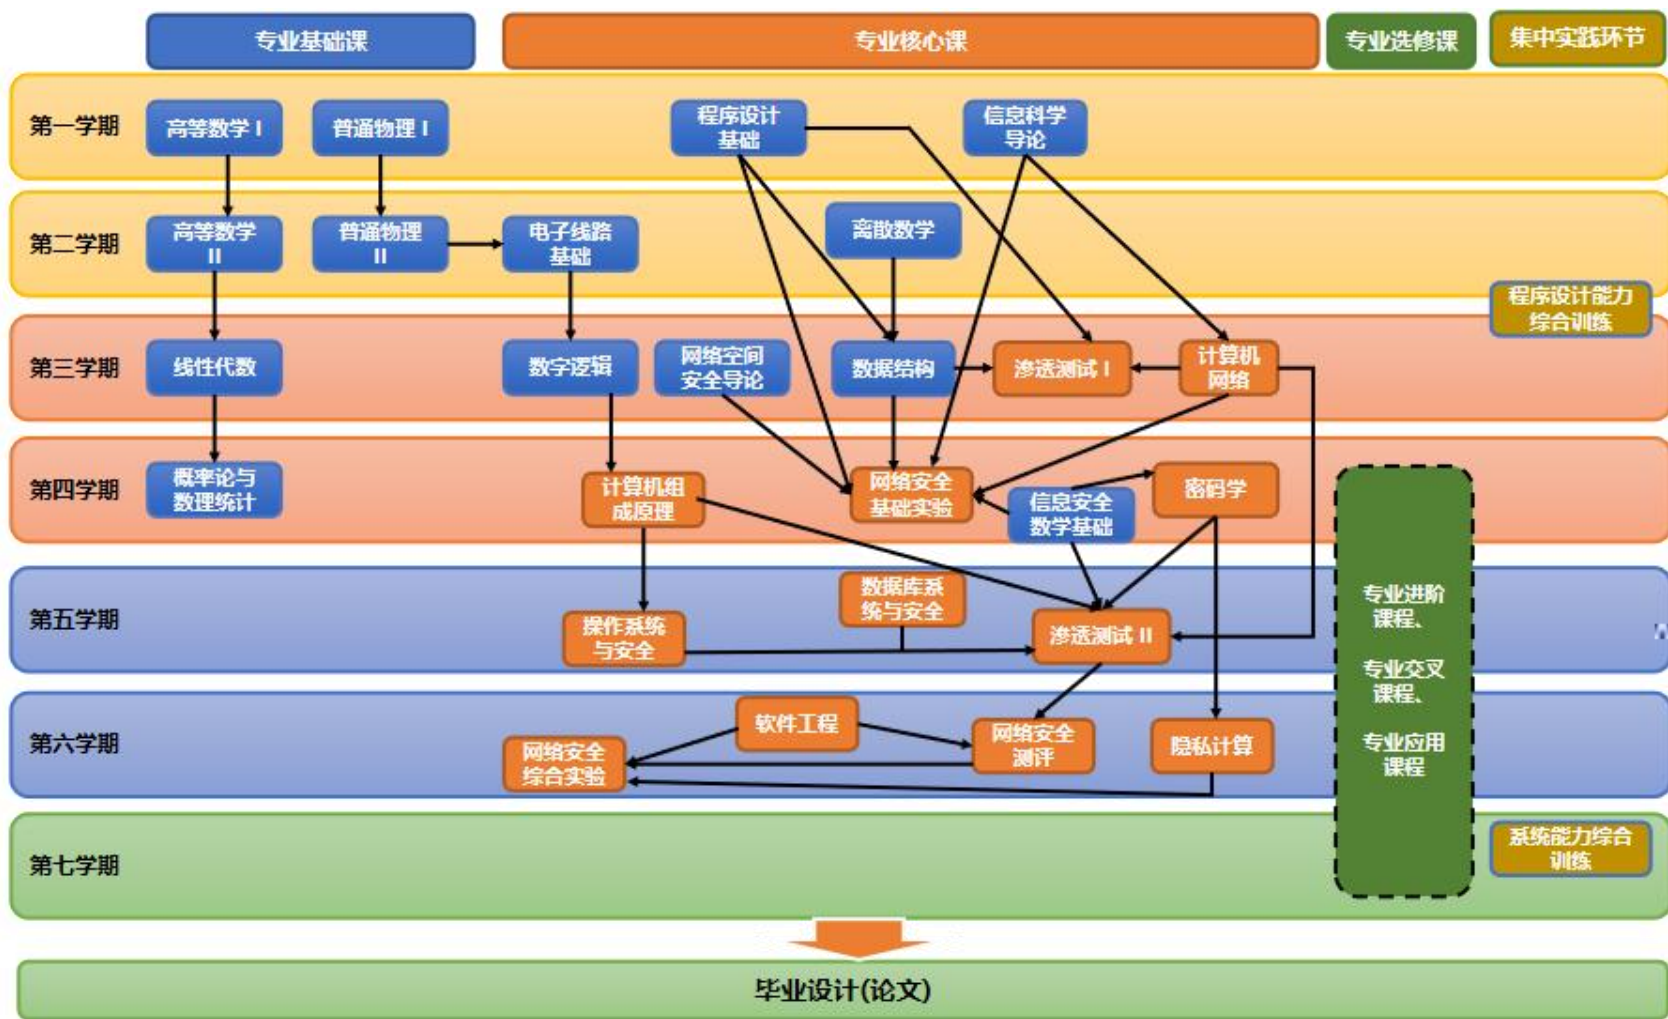 专业基础课
专业核心课
专业选修课
集中实践环节
第一学期
高等数学 I
普通物理 I
程序设计
基础
信息科学
导论
第二学期
高等数学
II
普通物理
II
电子线路
基础
离散数学
程序设计能力
综合训练
第三学期
线性代数
数字逻辑
网络空间
安全导论
数据结构
渗透测试 I
计算机
网络
第四学期
概率论与
数理统计
计算机组
成原理
网络安全
基础实验
信息安全
数学基础
密码学
专业进阶
课程、
专业交叉
课程、
专业应用
课程
第五学期
操作系统
与安全
数据库系
统与安全
渗透测试 II
第六学期
网络安全
综合实验
软件工程
网络安全
测评
隐私计算
第七学期
系统能力综合
训练
毕业设计(论文)